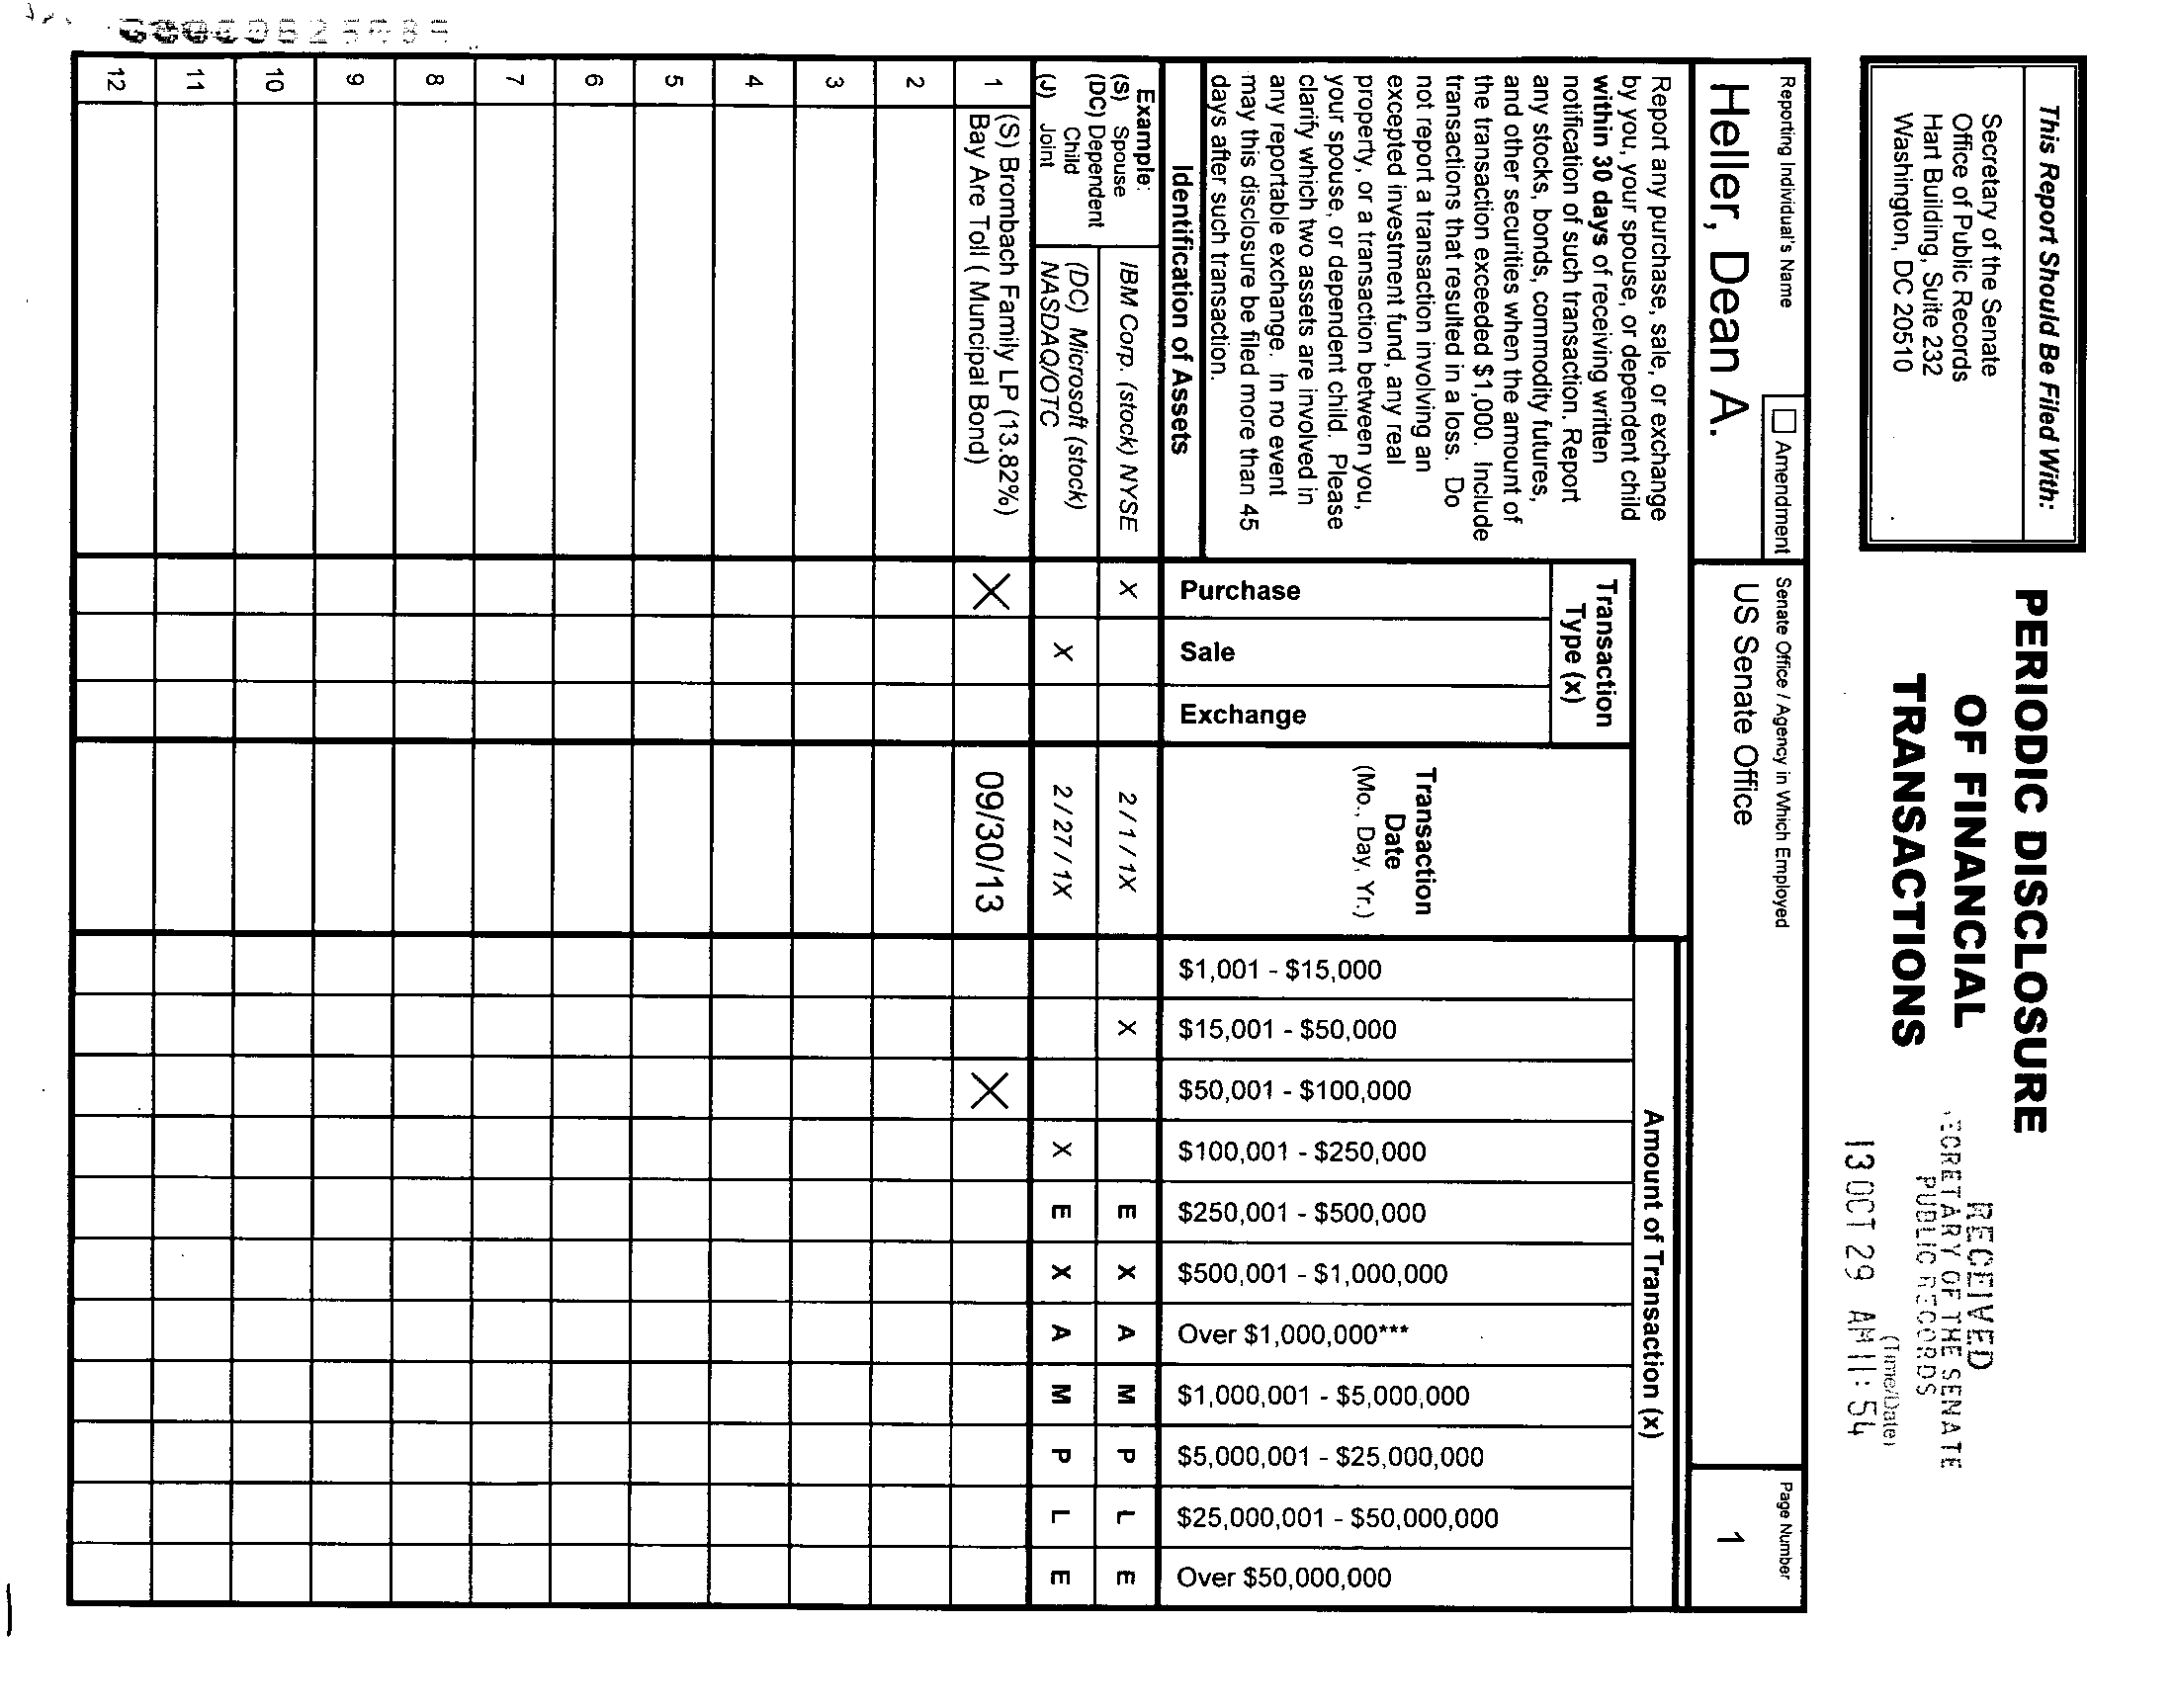 This Report Should Be Filed With:
Secretary of the Senate
Office of Public Records
Hart Building, Suite 232
Washington, DC 20510
PERIODIC DISCLOSURE
OF FINANCIAL
TRANSACTIONS
RECEIVED
OF THE SENATE
PUBLIC RECORDS
(Time/Date)
13 OCT 29 AM 11:54
Reporting Individual's Name
Amendment
Senate Office / Agency in Which Employed
Page Number
Heller, Dean A.
US Senate Office
1
Report any purchase, sale, or exchange
by you, your spouse, or dependent child
within 30 days of receiving written
notification of such transaction. Report
any stocks, bonds, commodity futures,
and other securities when the amount of
the transaction exceeded $1,000. Include
transactions that resulted in a loss. Do
not report a transaction involving an
excepted investment fund, any real
property, or a transaction between you,
your spouse, or dependent child. Please
clarify which two assets are involved in
any reportable exchange. In no event
may this disclosure be filed more than 45
days after such transaction.
Transaction
Type (x)
Transaction
Date
(Mo., Day, Yr.)
Amount of Transaction (x)
Identification of Assets
Purchase
Sale
Exchange
$1,001 - $15,000
$15,001 - $50,000
$50,001 - $100,000
$100,001 - $250,000
$250,001 - $500,000
$500,001 - $1,000,000
Over $1,000,000***
$1,000,001 - $5,000,000
$5,000,001 - $25,000,000
$25,000,001 - $50,000,000
Over $50,000,000
Example:
(S) Spouse
(DC) Dependent
Child
(J) Joint
IBM Corp. (stock) NYSE X 2 / 1 / 1X X E X A M P L E
(DC) Microsoft (stock)
NASDAQ/OTC X 2 / 27 / 1X X E X A M P L E
1 (S) Brombach Family LP (13.82%)
Bay Are Toll ( Muncipal Bond) X 09/30/13 X
2
3
4
5
6
7
8
9
10
11
12